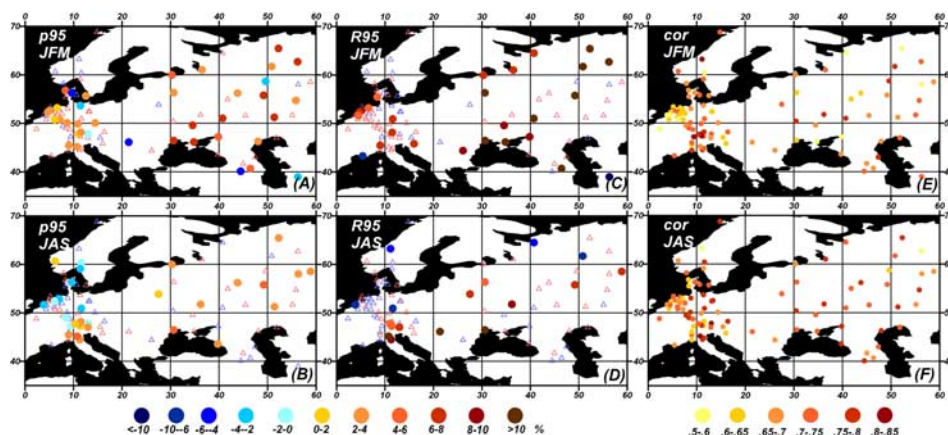 p95 JFM (A)
R95 JFM (C)
cor JFM (E)
70 60 50 40
0 10 20 30 40 50 60
0 10 20 30 40 50 60
0 10 20 30 40 50 60
p95 JAS (B)
R95 JAS (D)
cor JAS (F)
70 60 50 40
0 10 20 30 40 50 60
0 10 20 30 40 50 60
0 10 20 30 40 50 60
<-10 -10--6 -6--4 -4--2 -2-0 0-2 2-4 4-6 6-8 8-10 >10 %
.5-.6 .6-.65 .65-.7 .7-.75 .75-.8 .8-.85